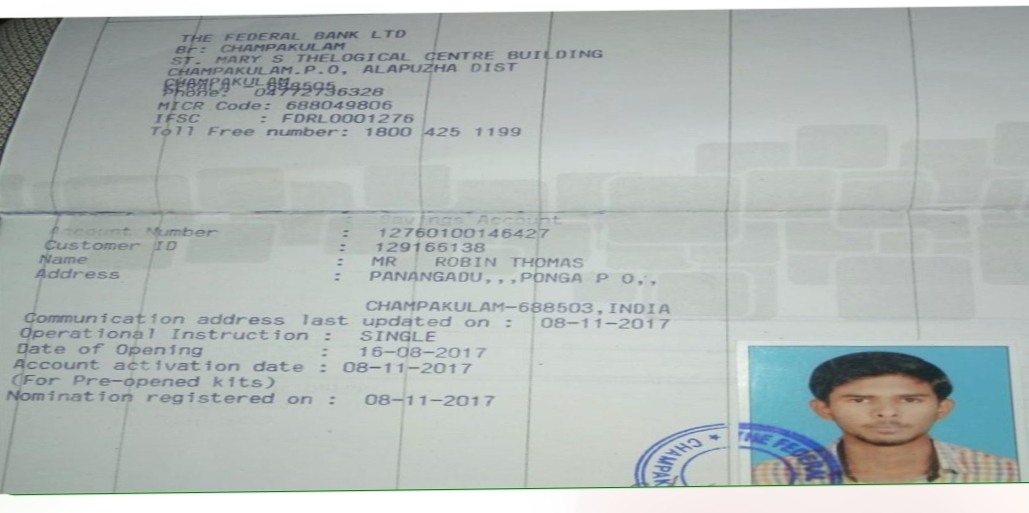 THE FEDERAL BANK LTD
Br: CHAMPAKULAM
ST. MARY S THELOGICAL CENTRE BUILDING
CHAMPAKULAM.P.O, ALAPUZHA DIST
CHAMPAKULAM
KERALA - 688505
Phone: 04772736328
MICR Code: 688049806
IFSC : FDRL0001276
Toll Free number: 1800 425 1199
: Savings Account
Account Number : 12760100146427
Customer ID : 129166138
Name : MR ROBIN THOMAS
Address : PANANGADU,,,PONGA P O,,
CHAMPAKULAM-688503,INDIA
Communication address last updated on : 08-11-2017
Operational Instruction : SINGLE
Date of Opening : 16-08-2017
Account activation date : 08-11-2017
(For Pre-opened kits)
Nomination registered on : 08-11-2017
THE FEDERAL
CHAMPAK